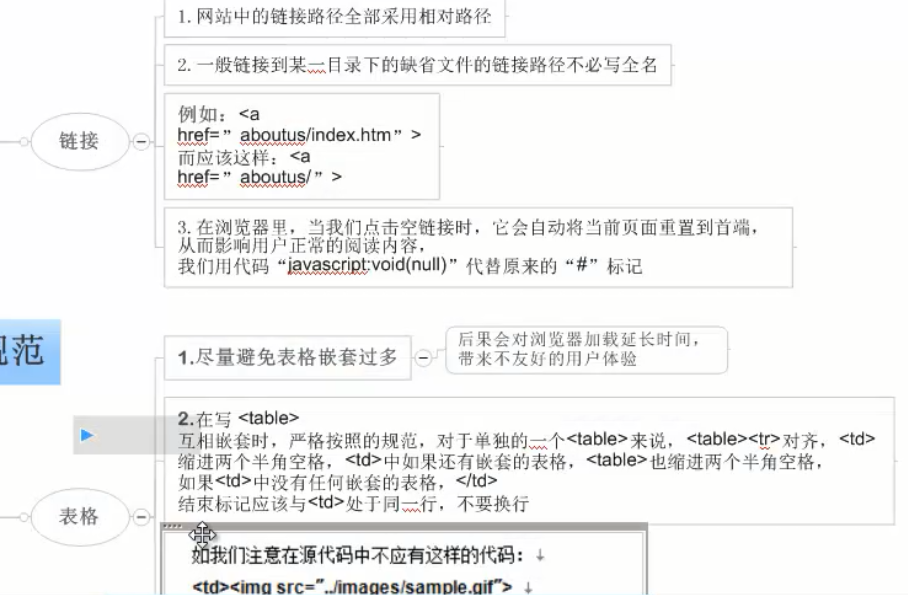 1. 网站中的链接路径全部采用相对路径
2. 一般链接到某一目录下的缺省文件的链接路径不必写全名
链接
例如：<a
href=” aboutus/index.htm” >
而应该这样：<a
href=” aboutus/” >
3. 在浏览器里，当我们点击空链接时，它会自动将当前页面重置到首端，
从而影响用户正常的阅读内容，
我们用代码“javascript:void(null)”代替原来的“#”标记
规范
1.尽量避免表格嵌套过多
后果会对浏览器加载延长时间，
带来不友好的用户体验
2.在写 <table>
互相嵌套时，严格按照的规范，对于单独的一个<table>来说，<table><tr>对齐，<td>
缩进两个半角空格，<td>中如果还有嵌套的表格，<table>也缩进两个半角空格，
如果<td>中没有任何嵌套的表格，</td>
结束标记应该与<td>处于同一行，不要换行
表格
如我们注意在源代码中不应有这样的代码：↓
<td><img src=”../images/sample.gif”> ↓